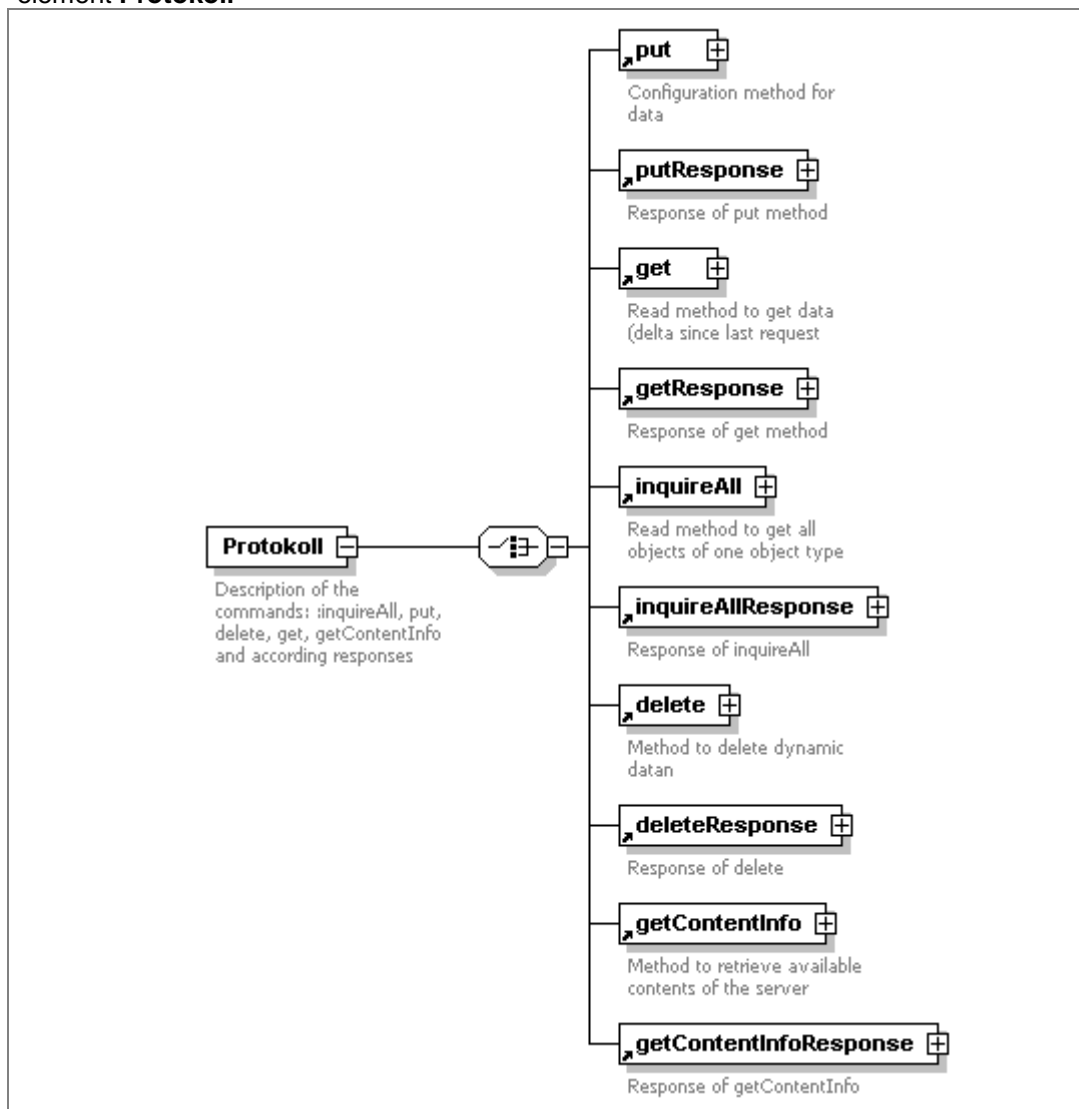 element Protokoll
put
Configuration method for
data
putResponse
Response of put method
get
Read method to get data
(delta since last request
getResponse
Response of get method
inquireAll
Read method to get all
objects of one object type
Protokoll
Description of the
commands: :inquireAll, put,
delete, get, getContentInfo
and according responses
inquireAllResponse
Response of inquireAll
delete
Method to delete dynamic
datan
deleteResponse
Response of delete
getContentInfo
Method to retrieve available
contents of the server
getContentInfoResponse
Response of getContentInfo